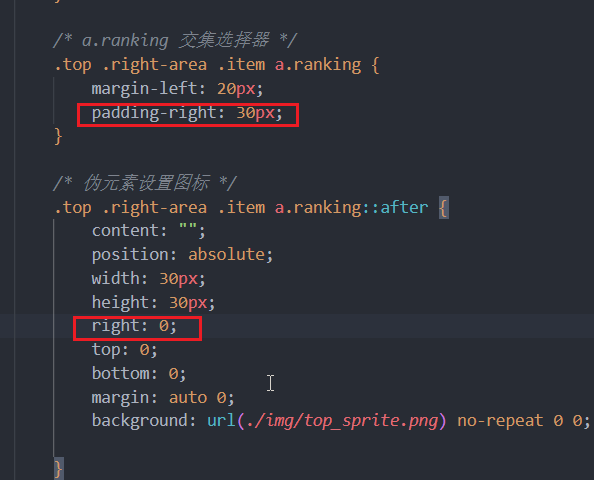 /* a.ranking 交集选择器 */
.top .right-area .item a.ranking {
margin-left: 20px;
padding-right: 30px;
}
/* 伪元素设置图标 */
.top .right-area .item a.ranking::after {
content: "";
position: absolute;
width: 30px;
height: 30px;
right: 0;
top: 0;
bottom: 0;
margin: auto 0;
background: url(./img/top_sprite.png) no-repeat 0 0;
}